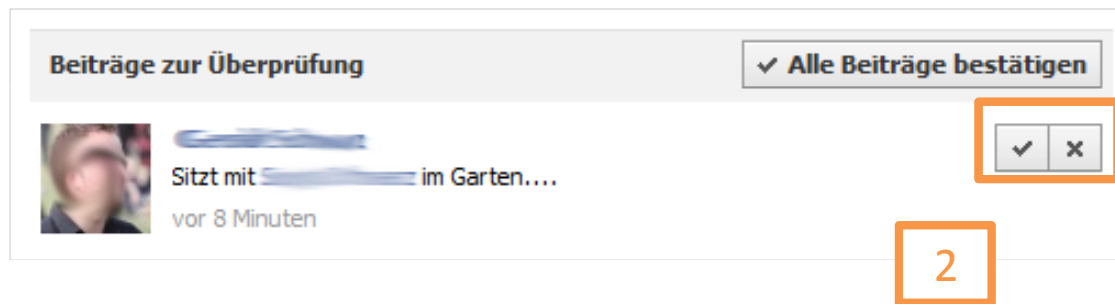 Beiträge zur Überprüfung
Alle Beiträge bestätigen
Sitzt mit im Garten....
vor 8 Minuten
2